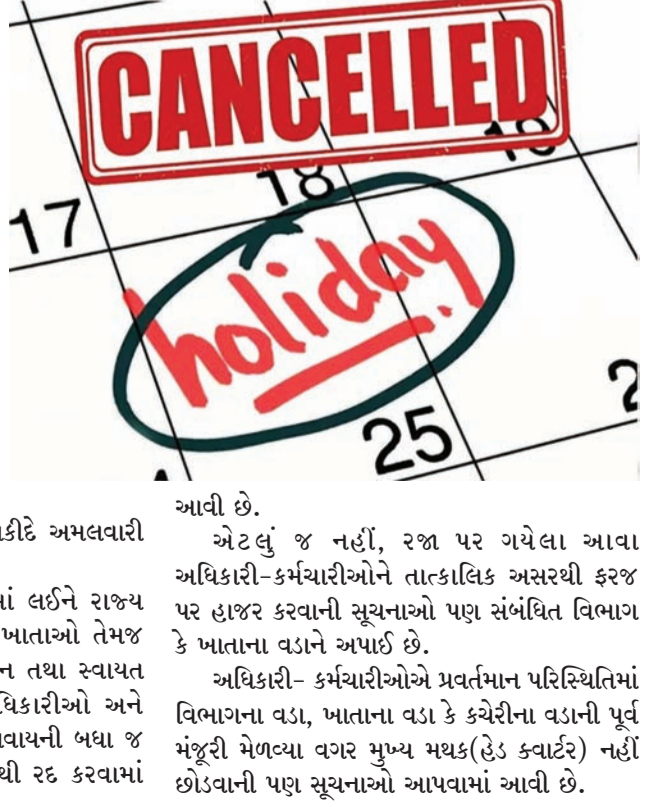 CANCELLED
17
18
19
holiday
25
અમલવારી
લઈને રાજ્ય
ખાતાઓ તેમજ
તથા સ્વાયત
અને
બધા જ
થી રદ કરવામાં
આવી છે.
એટલું જ નહીં, રજા પર ગયેલા આવા
અધિકારી-કર્મચારીઓને તાત્કાલિક અસરથી ફરજ
પર હાજર કરવાની સૂચનાઓ પણ સંબંધિત વિભાગ
કે ખાતાના વડાને અપાઈ છે.
અધિકારી- કર્મચારીઓએ પ્રવર્તમાન પરિસ્થિતિમાં
વિભાગના વડા, ખાતાના વડા કે કચેરીના વડાની પૂર્વ
મંજૂરી મેળવ્યા વગર મુખ્ય મથક(હેડ ક્વાર્ટર) નહીં
છોડવાની પણ સૂચનાઓ આપવામાં આવી છે.